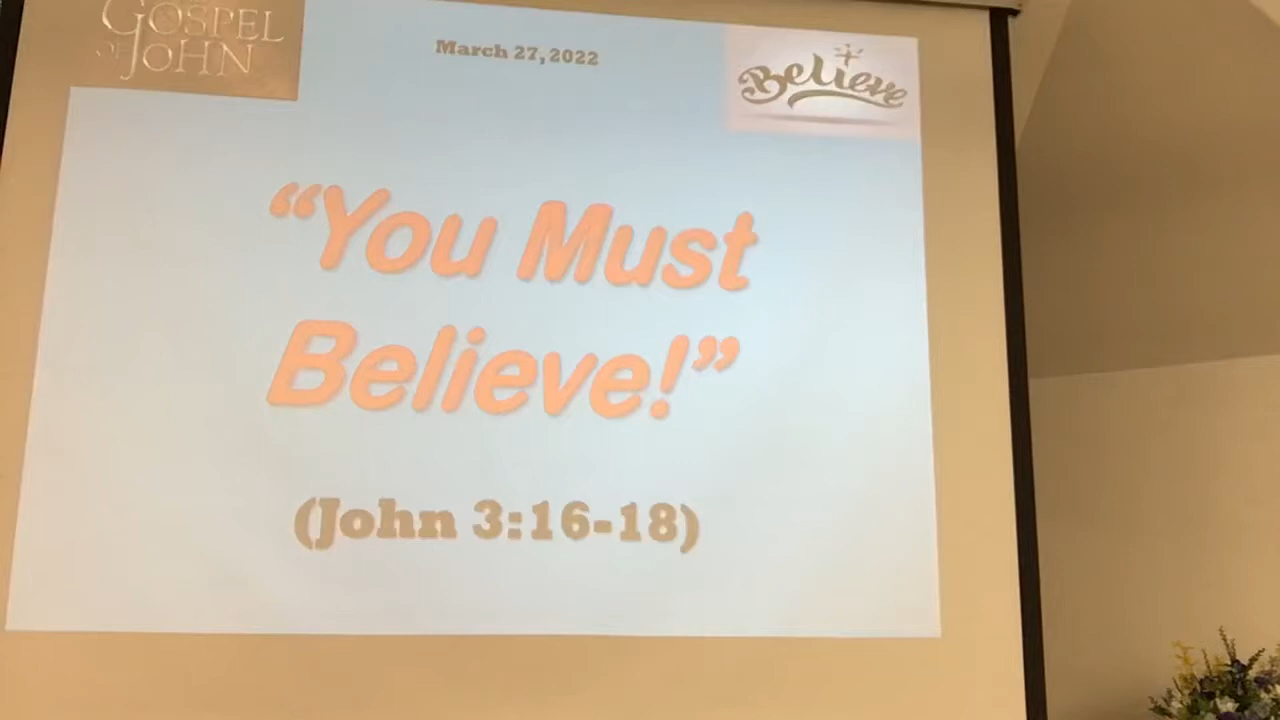 GOSPEL
OF JOHN
March 27, 2022
Believe
“You Must
Believe!”
(John 3:16-18)